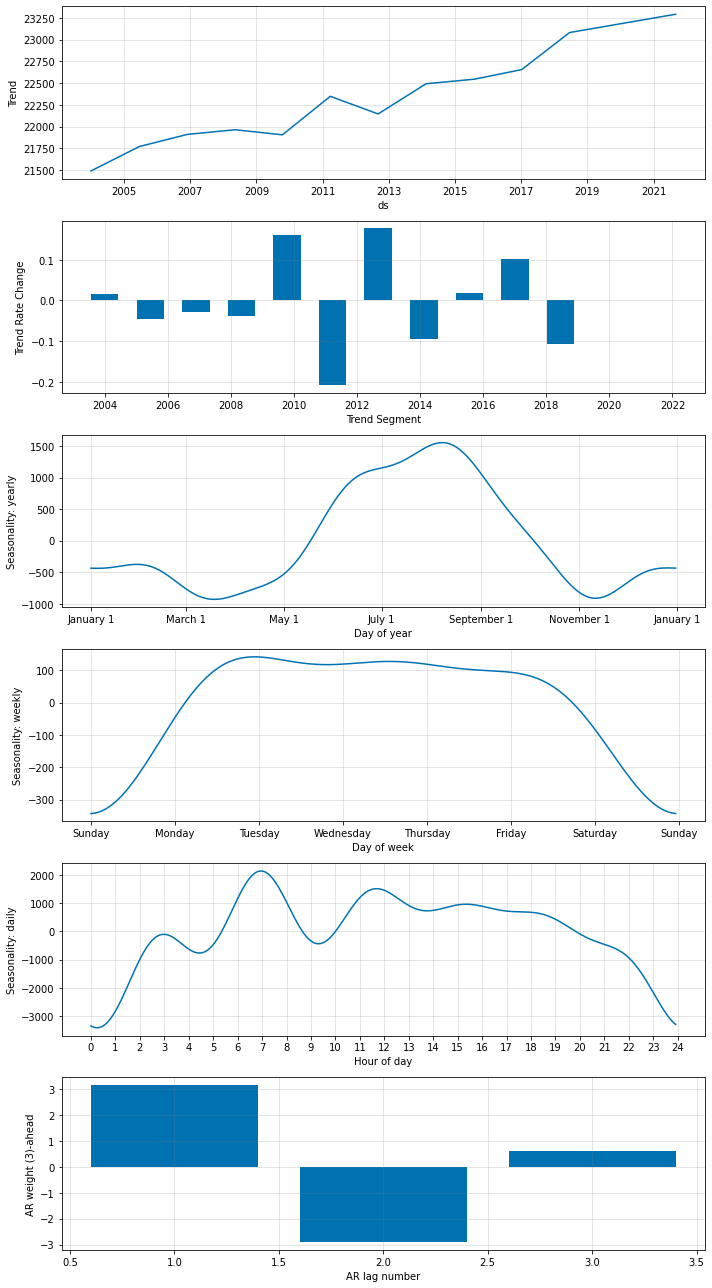 23250
23000
22750
22500
22250
22000
21750
21500
Trend
2005 2007 2009 2011 2013 2015 2017 2019 2021
ds
0.1
0.0
−0.1
−0.2
Trend Rate Change
2004 2006 2008 2010 2012 2014 2016 2018 2020 2022
Trend Segment
1500
1000
500
0
−500
−1000
Seasonality: yearly
January 1 March 1 May 1 July 1 September 1 November 1 January 1
Day of year
100
0
−100
−200
−300
Seasonality: weekly
Sunday Monday Tuesday Wednesday Thursday Friday Saturday Sunday
Day of week
2000
1000
0
−1000
−2000
−3000
Seasonality: daily
0 1 2 3 4 5 6 7 8 9 10 11 12 13 14 15 16 17 18 19 20 21 22 23 24
Hour of day
3
2
1
0
−1
−2
−3
AR weight (3)-ahead
0.5 1.0 1.5 2.0 2.5 3.0 3.5
AR lag number